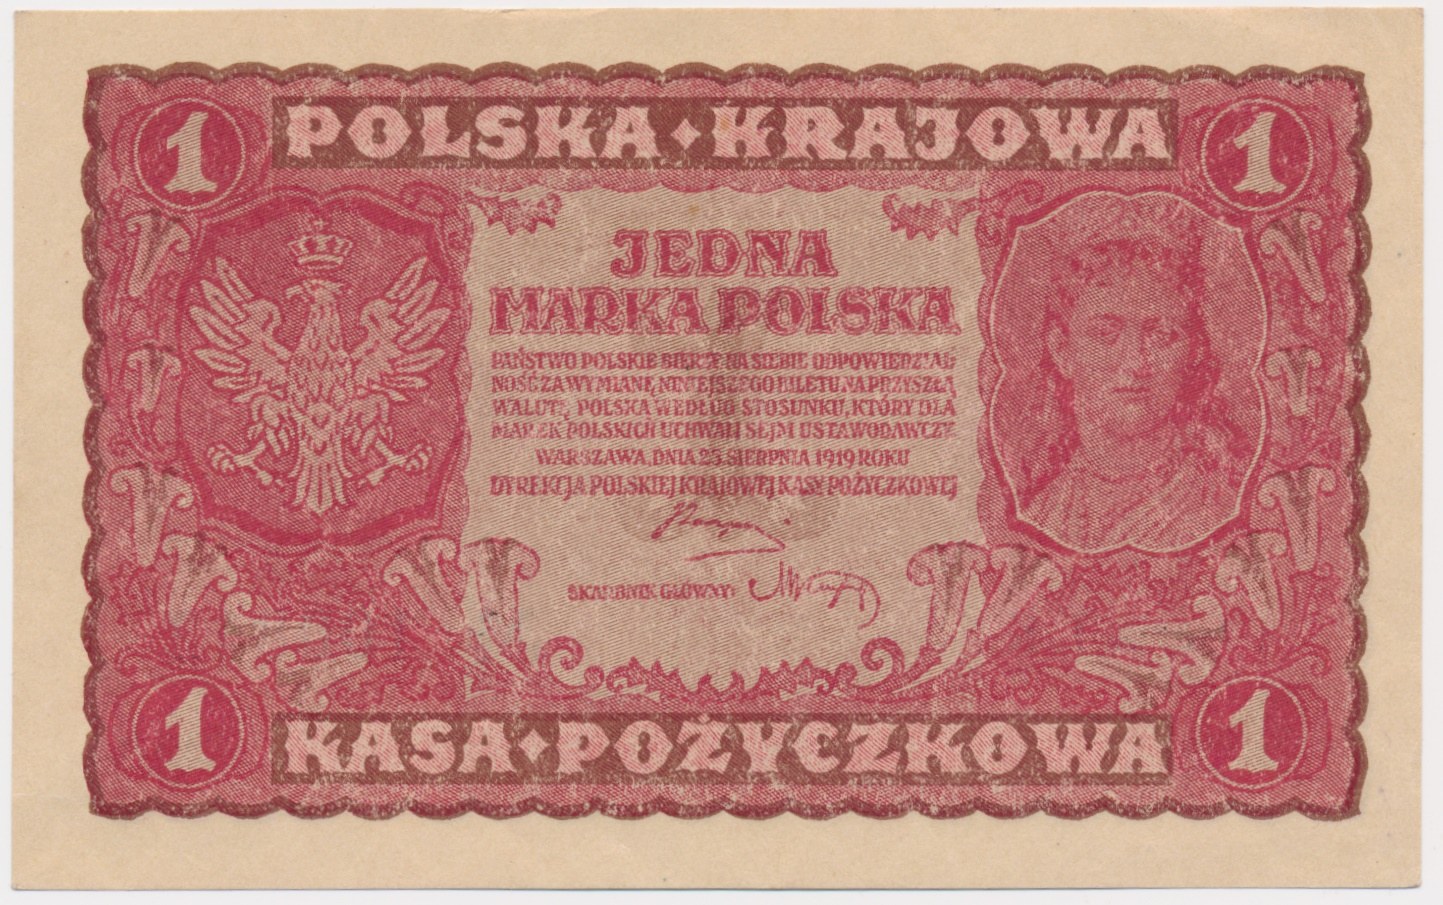 1 POLSKA • KRAJOWA 1
JEDNA
MARKA POLSKA
PAŃSTWO POLSKIE BIERZE NA SIEBIE ODPOWIEDZIAL-
NOŚĆ ZA WYMIANĘ NINIEJSZEGO BILETU, NA PRZYSZŁĄ
WALUTĘ POLSKĄ WEDŁUG STOSUNKU, KTÓRY DLA
MAREK POLSKICH UCHWALI SEJM USTAWODAWCZY.
WARSZAWA, DNIA 23 SIERPNIA 1919 ROKU
DYREKCJA POLSKIEJ KRAJOWEJ KASY POŻYCZKOWEJ
SKARBNIK GŁÓWNY:
1 KASA • POŻYCZKOWA 1